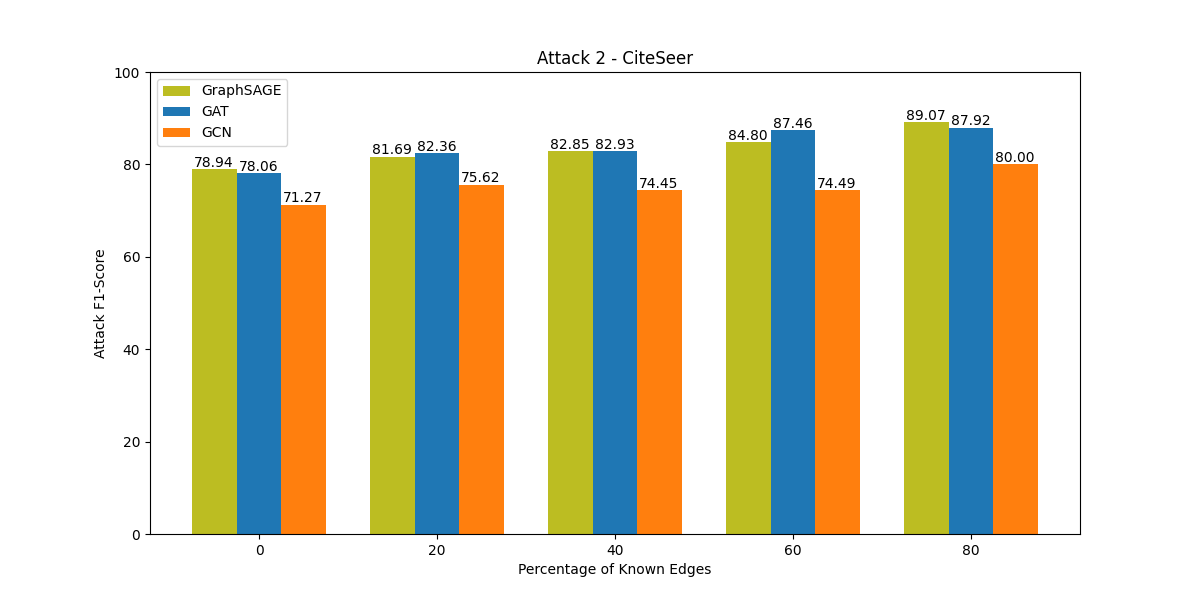 Attack 2 - CiteSeer
100
80
60
40
20
0
Attack F1-Score
GraphSAGE
GAT
GCN
78.94 78.06 71.27
81.69 82.36 75.62
82.85 82.93 74.45
84.80 87.46 74.49
89.07 87.92 80.00
0 20 40 60 80
Percentage of Known Edges